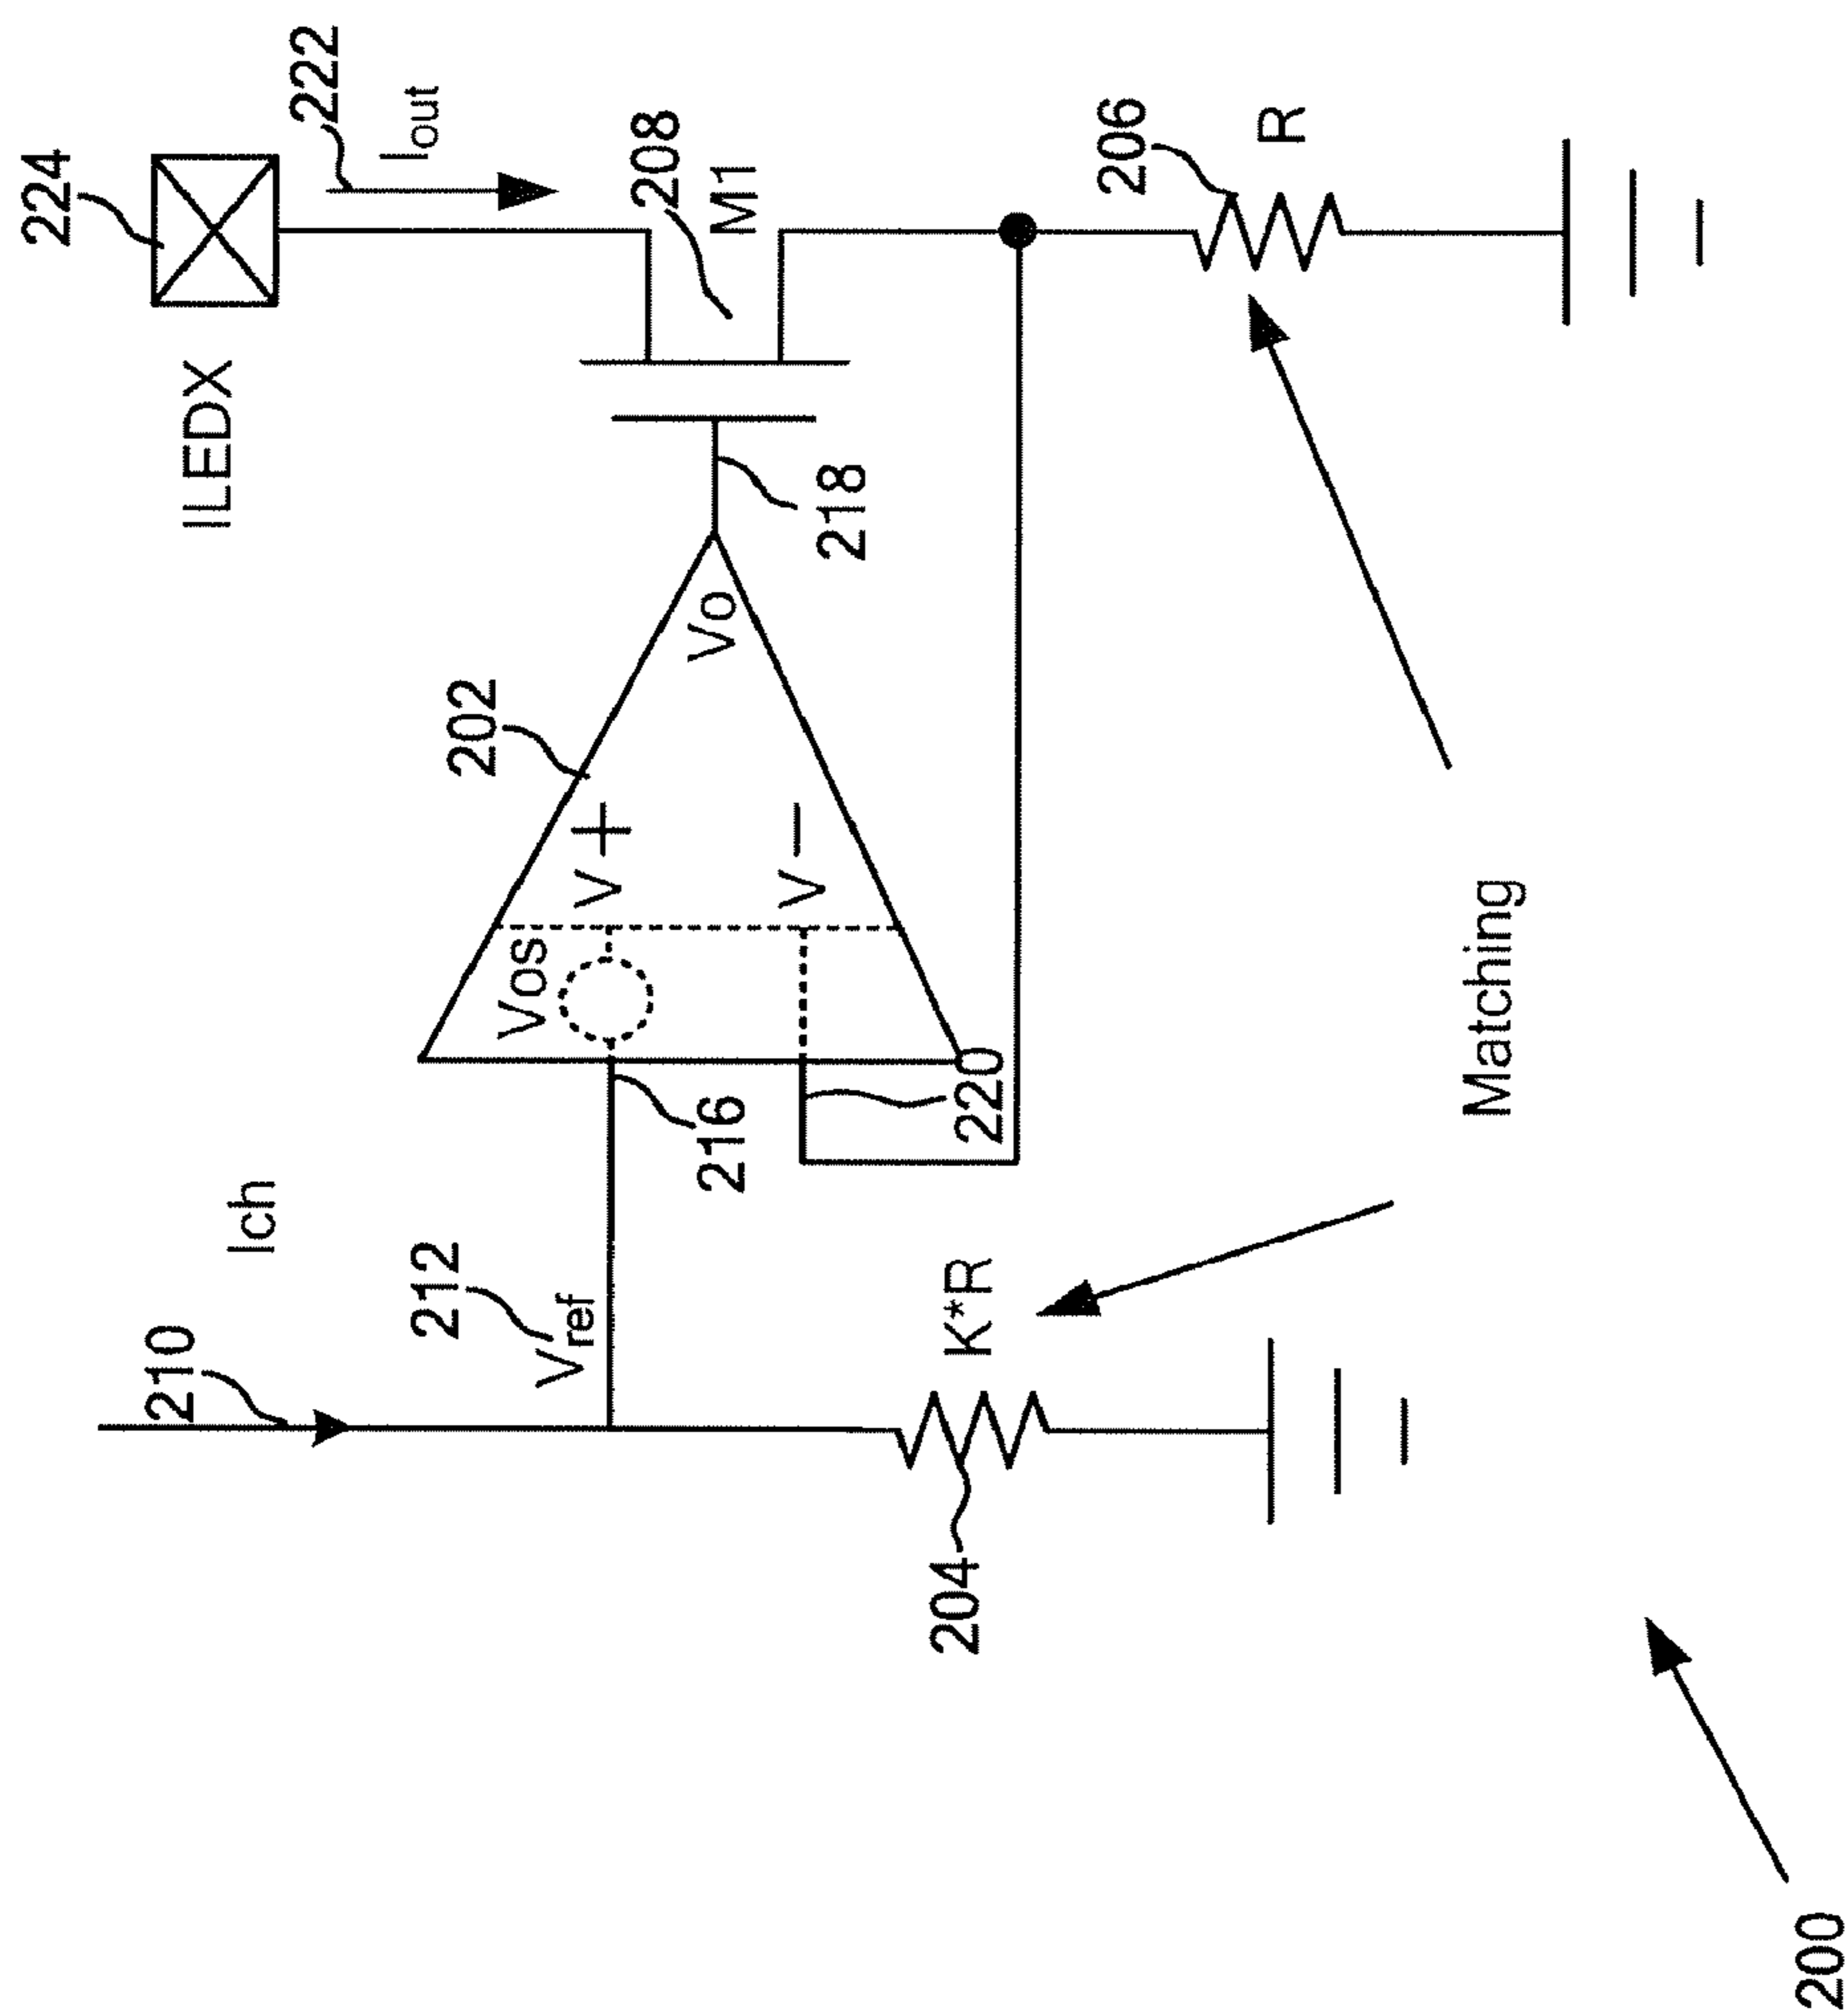 224
222
ILEDX
Iout
208
M1
202
Vo
218
V+
V−
Vos
216
220
206
R
210
Ich
212
Vref
K*R
204
Matching
200